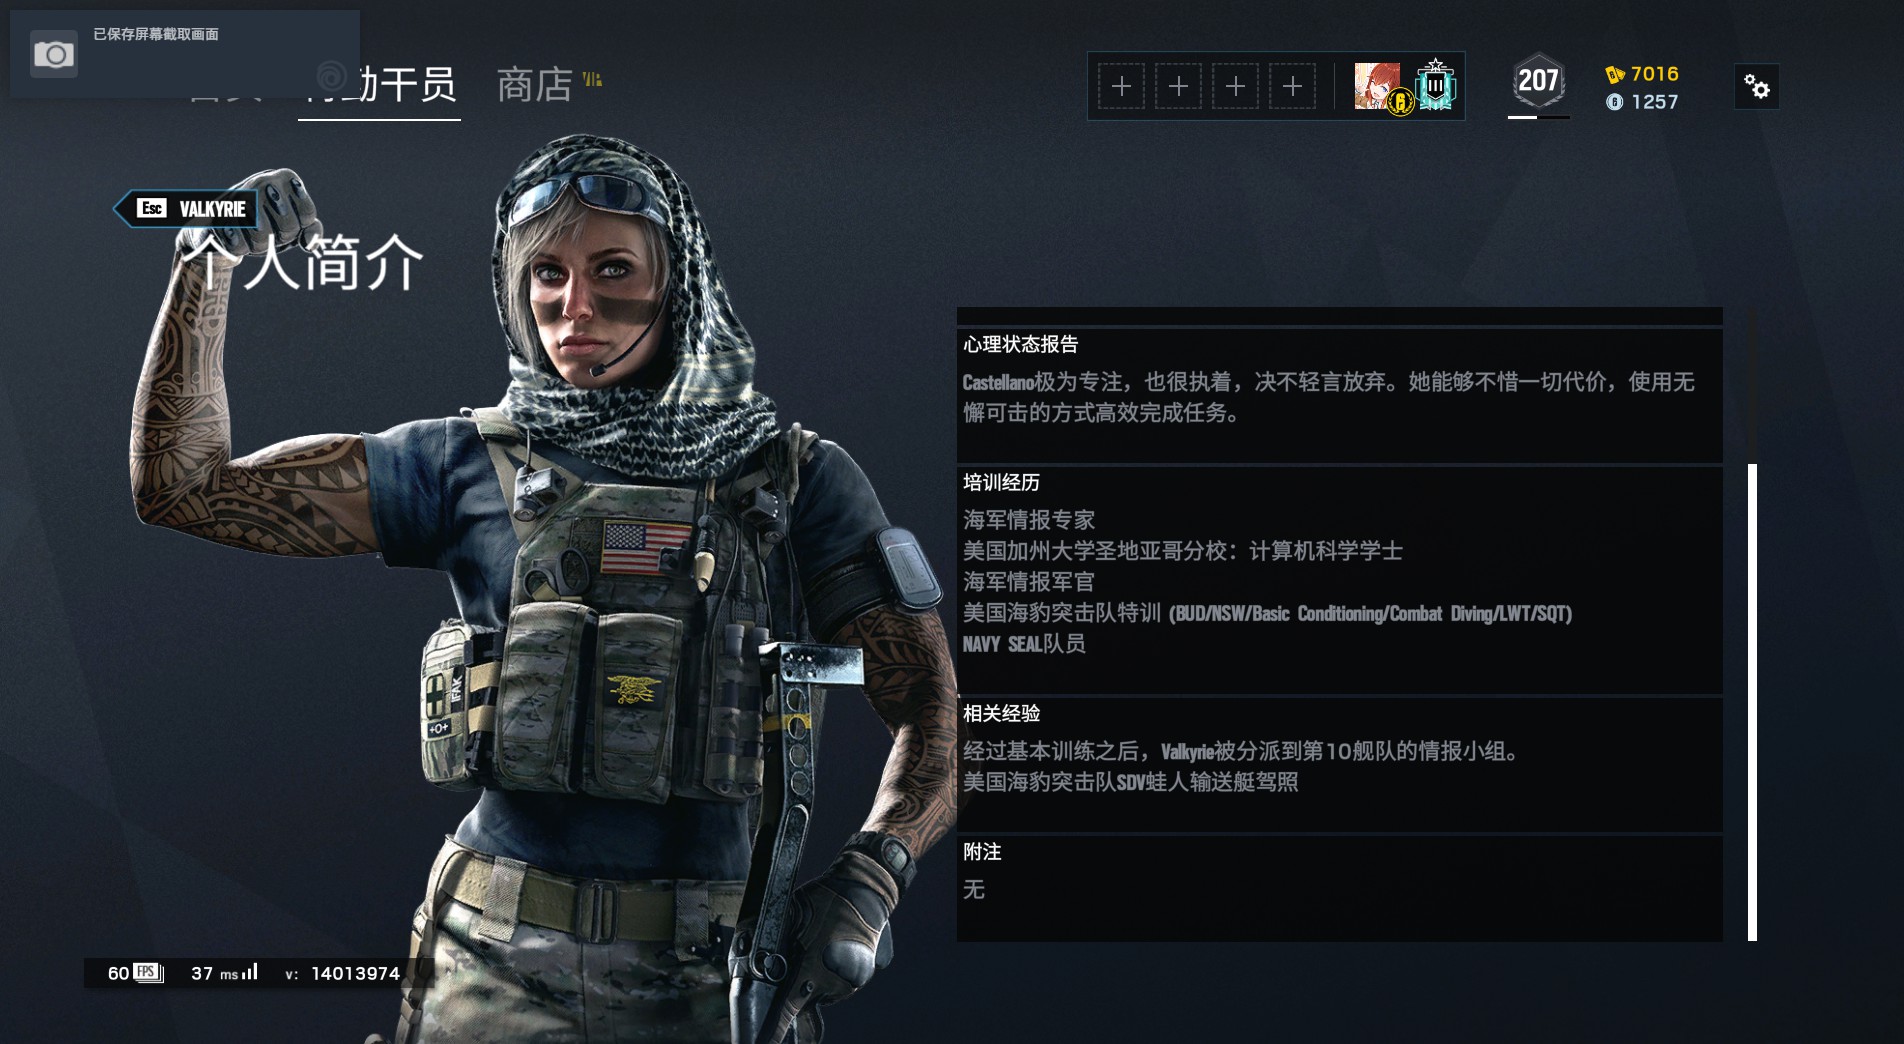 已保存屏幕截取画面
行动干员
商店
207
7016
1257
Esc VALKYRIE
个人简介
心理状态报告
Castellano极为专注，也很执着，决不轻言放弃。她能够不惜一切代价，使用无
懈可击的方式高效完成任务。
培训经历
海军情报专家
美国加州大学圣地亚哥分校：计算机科学学士
海军情报军官
美国海豹突击队特训 (BUD/NSW/Basic Conditioning/Combat Diving/LWT/SQT)
NAVY SEAL队员
相关经验
经过基本训练之后，Valkyrie被分派到第10舰队的情报小组。
美国海豹突击队SDV蛙人输送艇驾照
附注
无
IFAK
+O+
60 FPS 37 ms v: 14013974